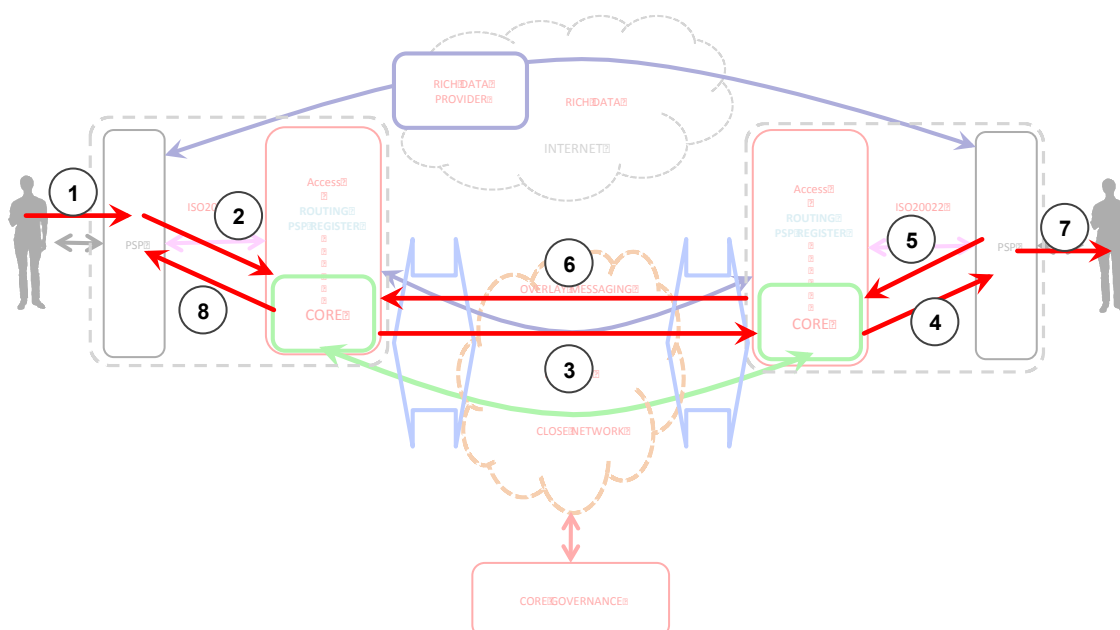 RICH DATA
PROVIDER
RICH DATA
INTERNET
1
2
ISO20
PSP
Access
ROUTING
PSP REGISTER
CORE
8
6
OVERLAY MESSAGING
3
CLOSE NETWORK
Access
ROUTING
PSP REGISTER
CORE
ISO20022
5
4
PSP
7
CORE GOVERNANCE